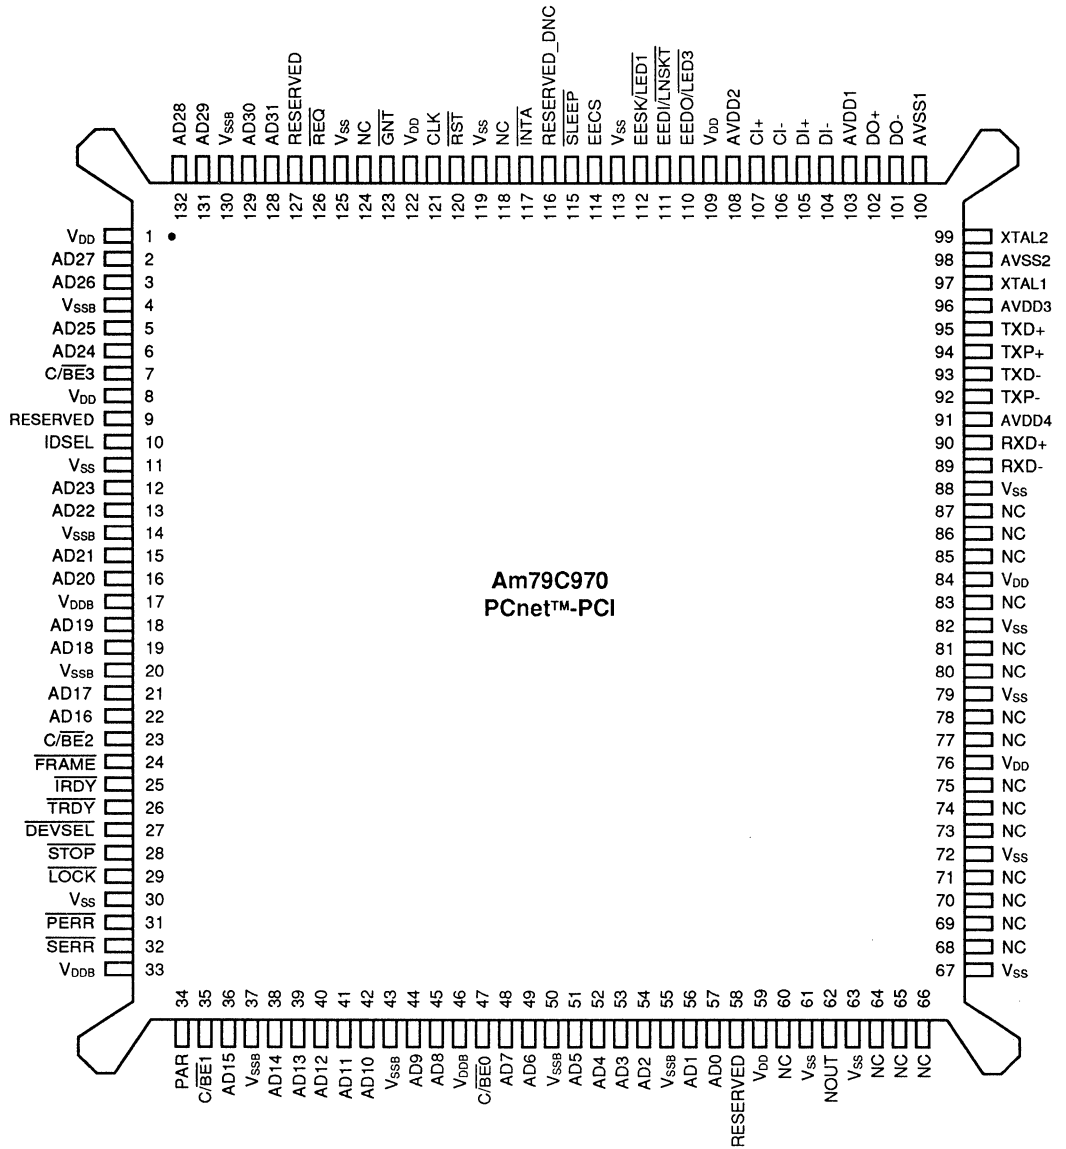 RESERVED_DNC
EESK/LED1
EEDI/LNSKT
EEDO/LED3
AD28
AD29
VSSB
AD30
AD31
RESERVED
REQ
VSS
NC
GNT
VDD
CLK
RST
VSS
NC
INTA
SLEEP
EECS
VSS
VDD
AVDD2
CI+
CI-
DI+
DI-
AVDD1
DO+
DO-
AVSS1
132 131 130 129 128 127 126 125 124 123 122 121 120 119 118 117 116 115 114 113 112 111 110 109 108 107 106 105 104 103 102 101 100
VDD 1
AD27 2
AD26 3
VSSB 4
AD25 5
AD24 6
C/BE3 7
VDD 8
RESERVED 9
IDSEL 10
VSS 11
AD23 12
AD22 13
VSSB 14
AD21 15
AD20 16
VDDB 17
AD19 18
AD18 19
VSSB 20
AD17 21
AD16 22
C/BE2 23
FRAME 24
IRDY 25
TRDY 26
DEVSEL 27
STOP 28
LOCK 29
VSS 30
PERR 31
SERR 32
VDDB 33
Am79C970
PCnet™-PCI
99 XTAL2
98 AVSS2
97 XTAL1
96 AVDD3
95 TXD+
94 TXP+
93 TXD-
92 TXP-
91 AVDD4
90 RXD+
89 RXD-
88 VSS
87 NC
86 NC
85 NC
84 VDD
83 NC
82 VSS
81 NC
80 NC
79 VSS
78 NC
77 NC
76 VDD
75 NC
74 NC
73 NC
72 VSS
71 NC
70 NC
69 NC
68 NC
67 VSS
34 35 36 37 38 39 40 41 42 43 44 45 46 47 48 49 50 51 52 53 54 55 56 57 58 59 60 61 62 63 64 65 66
PAR
C/BE1
AD15
VSSB
AD14
AD13
AD12
AD11
AD10
VSSB
AD9
AD8
VDDB
C/BE0
AD7
AD6
VSSB
AD5
AD4
AD3
AD2
VSSB
AD1
AD0
RESERVED
VDD
NC
VSS
NOUT
VSS
NC
NC
NC